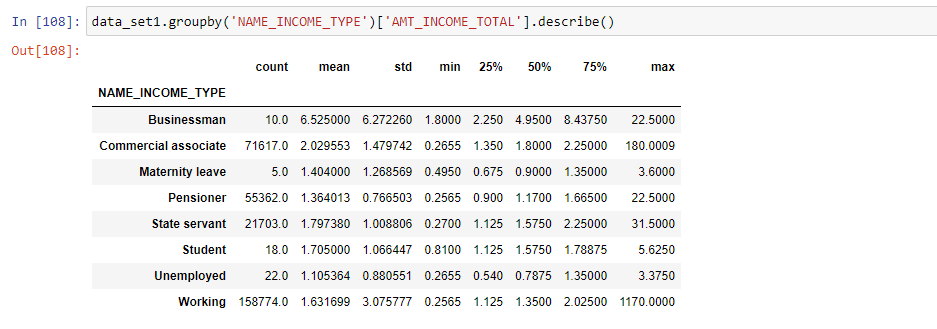 In [108]: data_set1.groupby('NAME_INCOME_TYPE')['AMT_INCOME_TOTAL'].describe()
Out[108]:
count mean std min 25% 50% 75% max
NAME_INCOME_TYPE
Businessman 10.0 6.525000 6.272260 1.8000 2.250 4.9500 8.43750 22.5000
Commercial associate 71617.0 2.029553 1.479742 0.2655 1.350 1.8000 2.25000 180.0009
Maternity leave 5.0 1.404000 1.268569 0.4950 0.675 0.9000 1.35000 3.6000
Pensioner 55362.0 1.364013 0.766503 0.2565 0.900 1.1700 1.66500 22.5000
State servant 21703.0 1.797380 1.008806 0.2700 1.125 1.5750 2.25000 31.5000
Student 18.0 1.705000 1.066447 0.8100 1.125 1.5750 1.78875 5.6250
Unemployed 22.0 1.105364 0.880551 0.2655 0.540 0.7875 1.35000 3.3750
Working 158774.0 1.631699 3.075777 0.2565 1.125 1.3500 2.02500 1170.0000